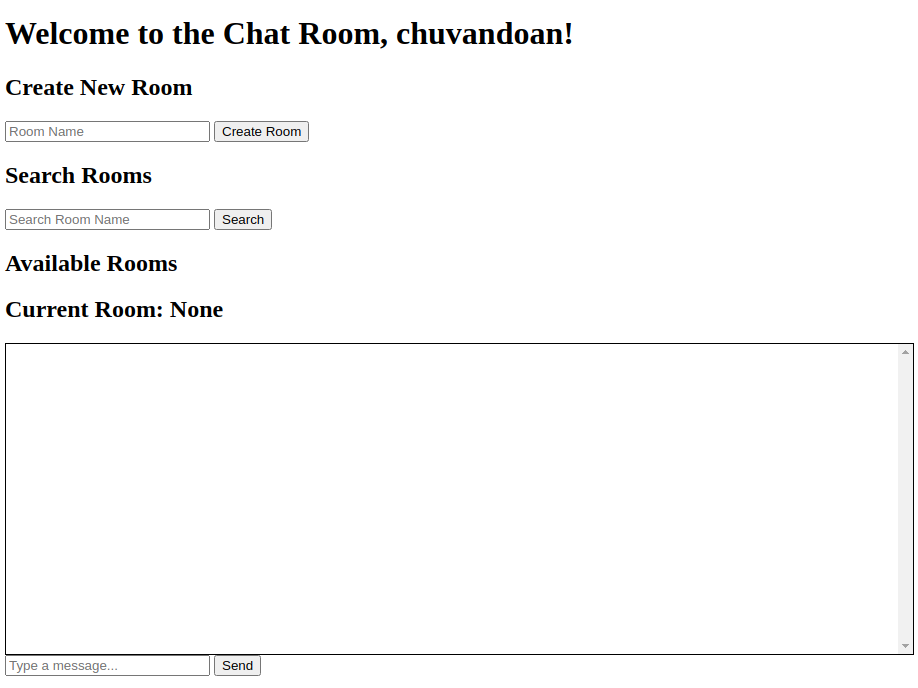 Welcome to the Chat Room, chuvandoan!
Create New Room
Room Name Create Room
Search Rooms
Search Room Name Search
Available Rooms
Current Room: None
Type a message... Send